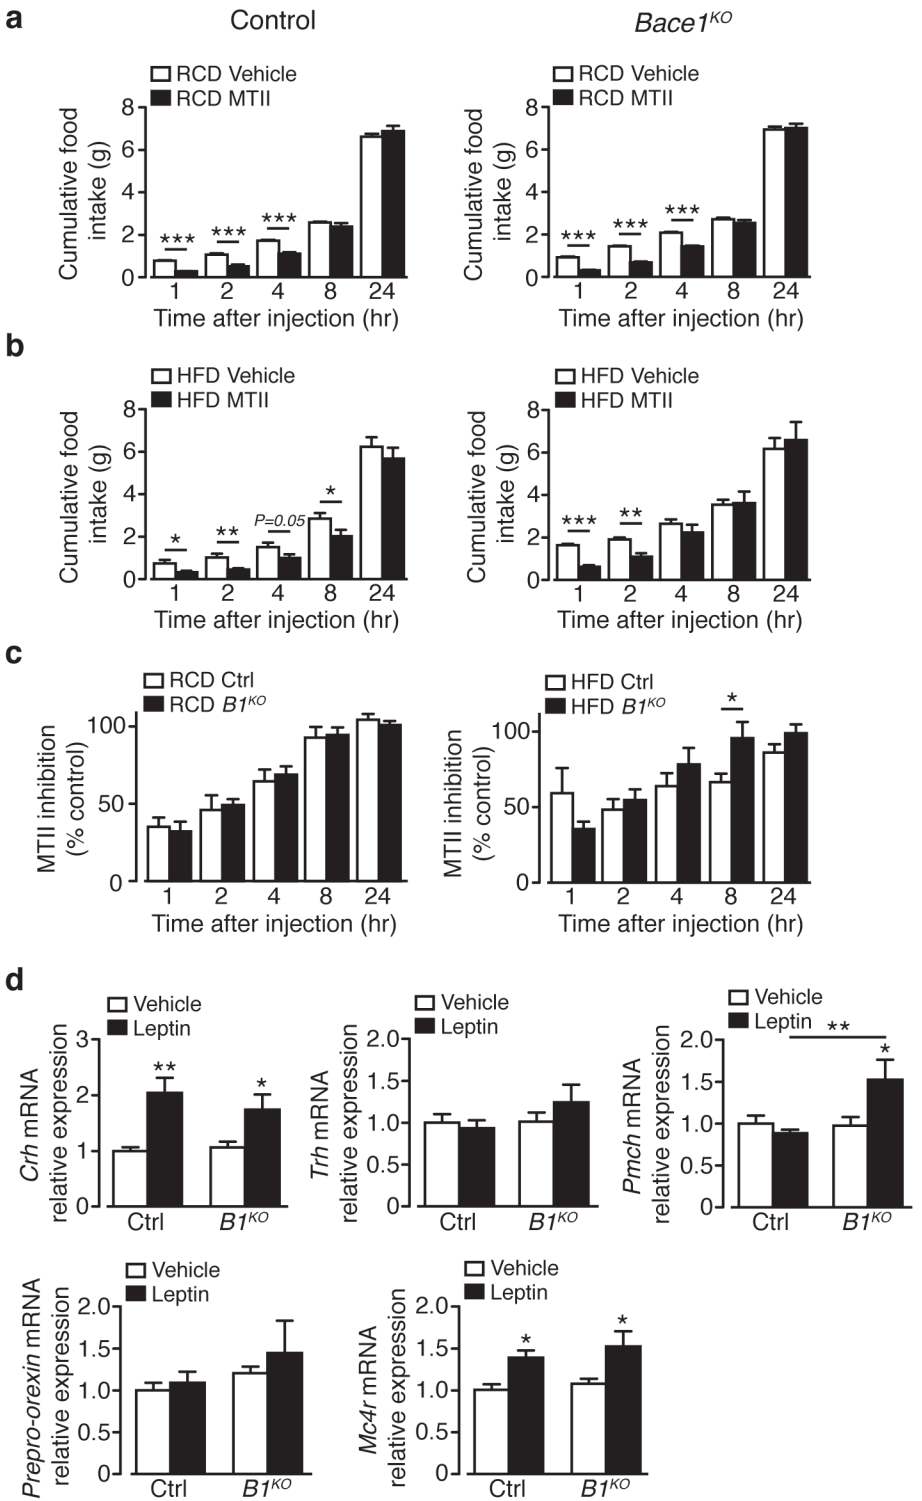 a
Control
Bace1KO
RCD Vehicle
RCD MTII
Cumulative food
intake (g)
8
6
4
2
0
***
***
***
1 2 4 8 24
Time after injection (hr)
RCD Vehicle
RCD MTII
Cumulative food
intake (g)
8
6
4
2
0
***
***
***
1 2 4 8 24
Time after injection (hr)
b
HFD Vehicle
HFD MTII
Cumulative food
intake (g)
8
6
4
2
0
*
**
P=0.05
*
1 2 4 8 24
Time after injection (hr)
HFD Vehicle
HFD MTII
Cumulative food
intake (g)
8
6
4
2
0
***
**
1 2 4 8 24
Time after injection (hr)
c
RCD Ctrl
RCD B1KO
MTII inhibition
(% control)
100
50
0
1 2 4 8 24
Time after injection (hr)
HFD Ctrl
HFD B1KO
MTII inhibition
(% control)
100
50
0
*
1 2 4 8 24
Time after injection (hr)
d
Vehicle
Leptin
Crh mRNA
relative expression
3
2
1
0
**
*
Ctrl B1KO
Vehicle
Leptin
Trh mRNA
relative expression
2.0
1.5
1.0
0.5
0
Ctrl B1KO
Vehicle
Leptin
Pmch mRNA
relative expression
2.0
1.5
1.0
0.5
0
**
*
Ctrl B1KO
Vehicle
Leptin
Prepro-orexin mRNA
relative expression
2.0
1.5
1.0
0.5
0
Ctrl B1KO
Vehicle
Leptin
Mc4r mRNA
relative expression
2.0
1.5
1.0
0.5
0
*
*
Ctrl B1KO